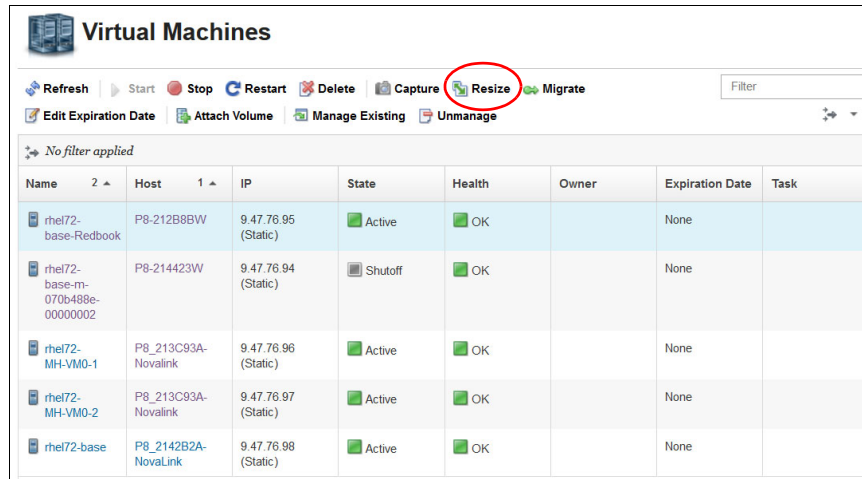 Virtual Machines
Refresh Start Stop Restart Delete Capture Resize Migrate Filter
Edit Expiration Date Attach Volume Manage Existing Unmanage
No filter applied
Name 2 Host 1 IP State Health Owner Expiration Date Task
rhel72-base-Redbook P8-212B8BW 9.47.76.95 (Static) Active OK None
rhel72-base-m-070b488e-00000002 P8-214423W 9.47.76.94 (Static) Shutoff OK None
rhel72-MH-VM0-1 P8_213C93A-Novalink 9.47.76.96 (Static) Active OK None
rhel72-MH-VM0-2 P8_213C93A-Novalink 9.47.76.97 (Static) Active OK None
rhel72-base P8_2142B2A-NovaLink 9.47.76.98 (Static) Active OK None